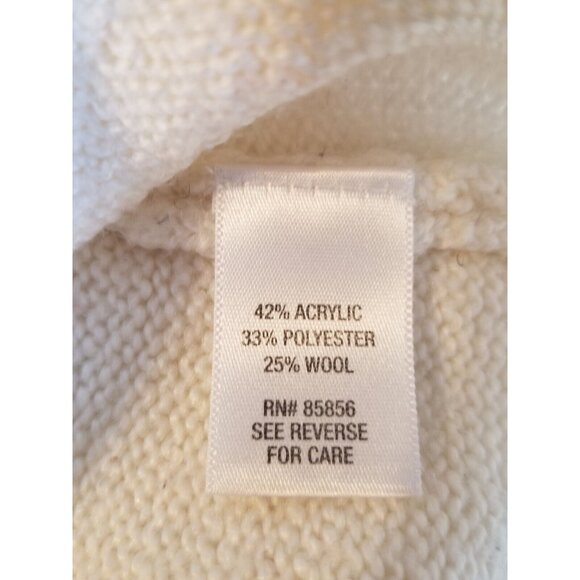 42% ACRYLIC
33% POLYESTER
25% WOOL
RN# 85856
SEE REVERSE
FOR CARE